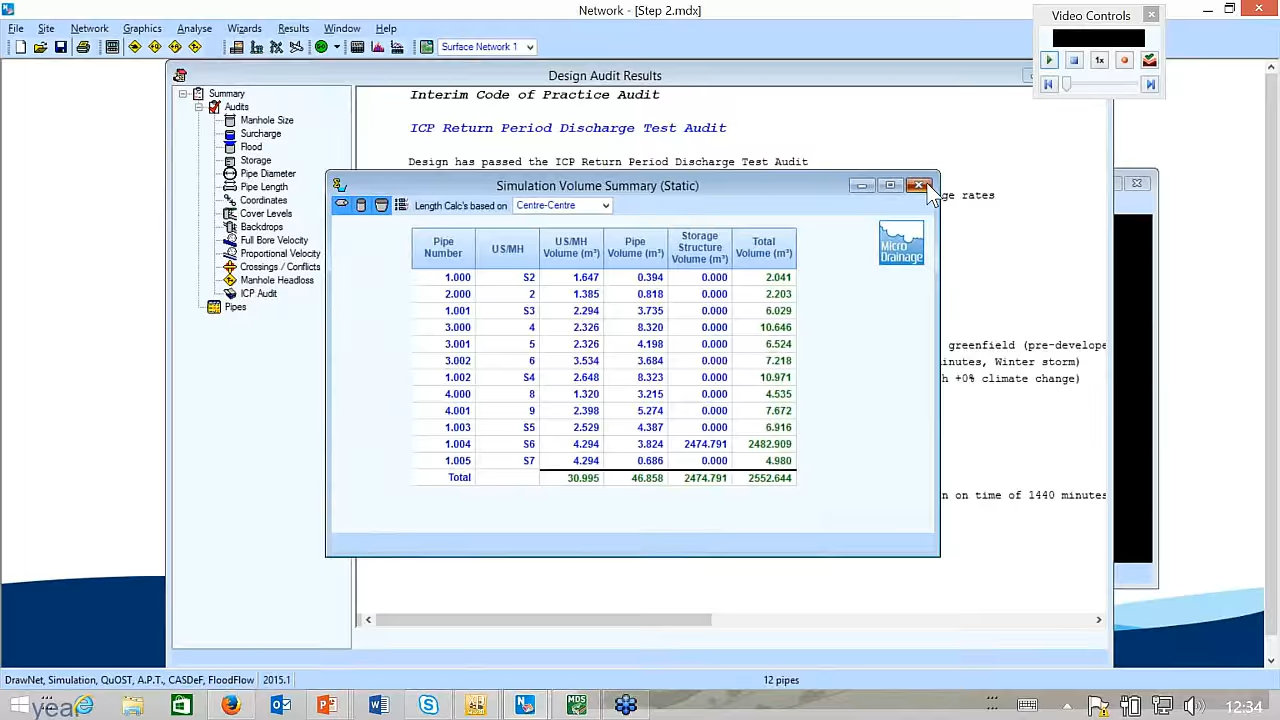 Network - [Step 2.mdx]
File Site Network Graphics Analyse Wizards Results Window Help
Surface Network 1
Video Controls
1x
Design Audit Results
Summary
Audits
Manhole Size
Surcharge
Flood
Storage
Pipe Diameter
Pipe Length
Coordinates
Cover Levels
Backdrops
Full Bore Velocity
Proportional Velocity
Crossings / Conflicts
Manhole Headloss
ICP Audit
Pipes
Interim Code of Practice Audit
ICP Return Period Discharge Test Audit
Design has passed the ICP Return Period Discharge Test Audit
ge rates
greenfield (pre-develope
inutes, Winter storm)
h +0% climate change)
n on time of 1440 minutes
Simulation Volume Summary (Static)
Length Calc's based on Centre-Centre
Micro Drainage
Pipe Number US/MH US/MH Volume (m³) Pipe Volume (m³) Storage Structure Volume (m³) Total Volume (m³)
1.000 S2 1.647 0.394 0.000 2.041
2.000 2 1.385 0.818 0.000 2.203
1.001 S3 2.294 3.735 0.000 6.029
3.000 4 2.326 8.320 0.000 10.646
3.001 5 2.326 4.198 0.000 6.524
3.002 6 3.534 3.684 0.000 7.218
1.002 S4 2.648 8.323 0.000 10.971
4.000 8 1.320 3.215 0.000 4.535
4.001 9 2.398 5.274 0.000 7.672
1.003 S5 2.529 4.387 0.000 6.916
1.004 S6 4.294 3.824 2474.791 2482.909
1.005 S7 4.294 0.686 0.000 4.980
Total 30.995 46.858 2474.791 2552.644
DrawNet, Simulation, QuOST, A.P.T., CASDeF, FloodFlow 2015.1 12 pipes
year
MDS
12:34